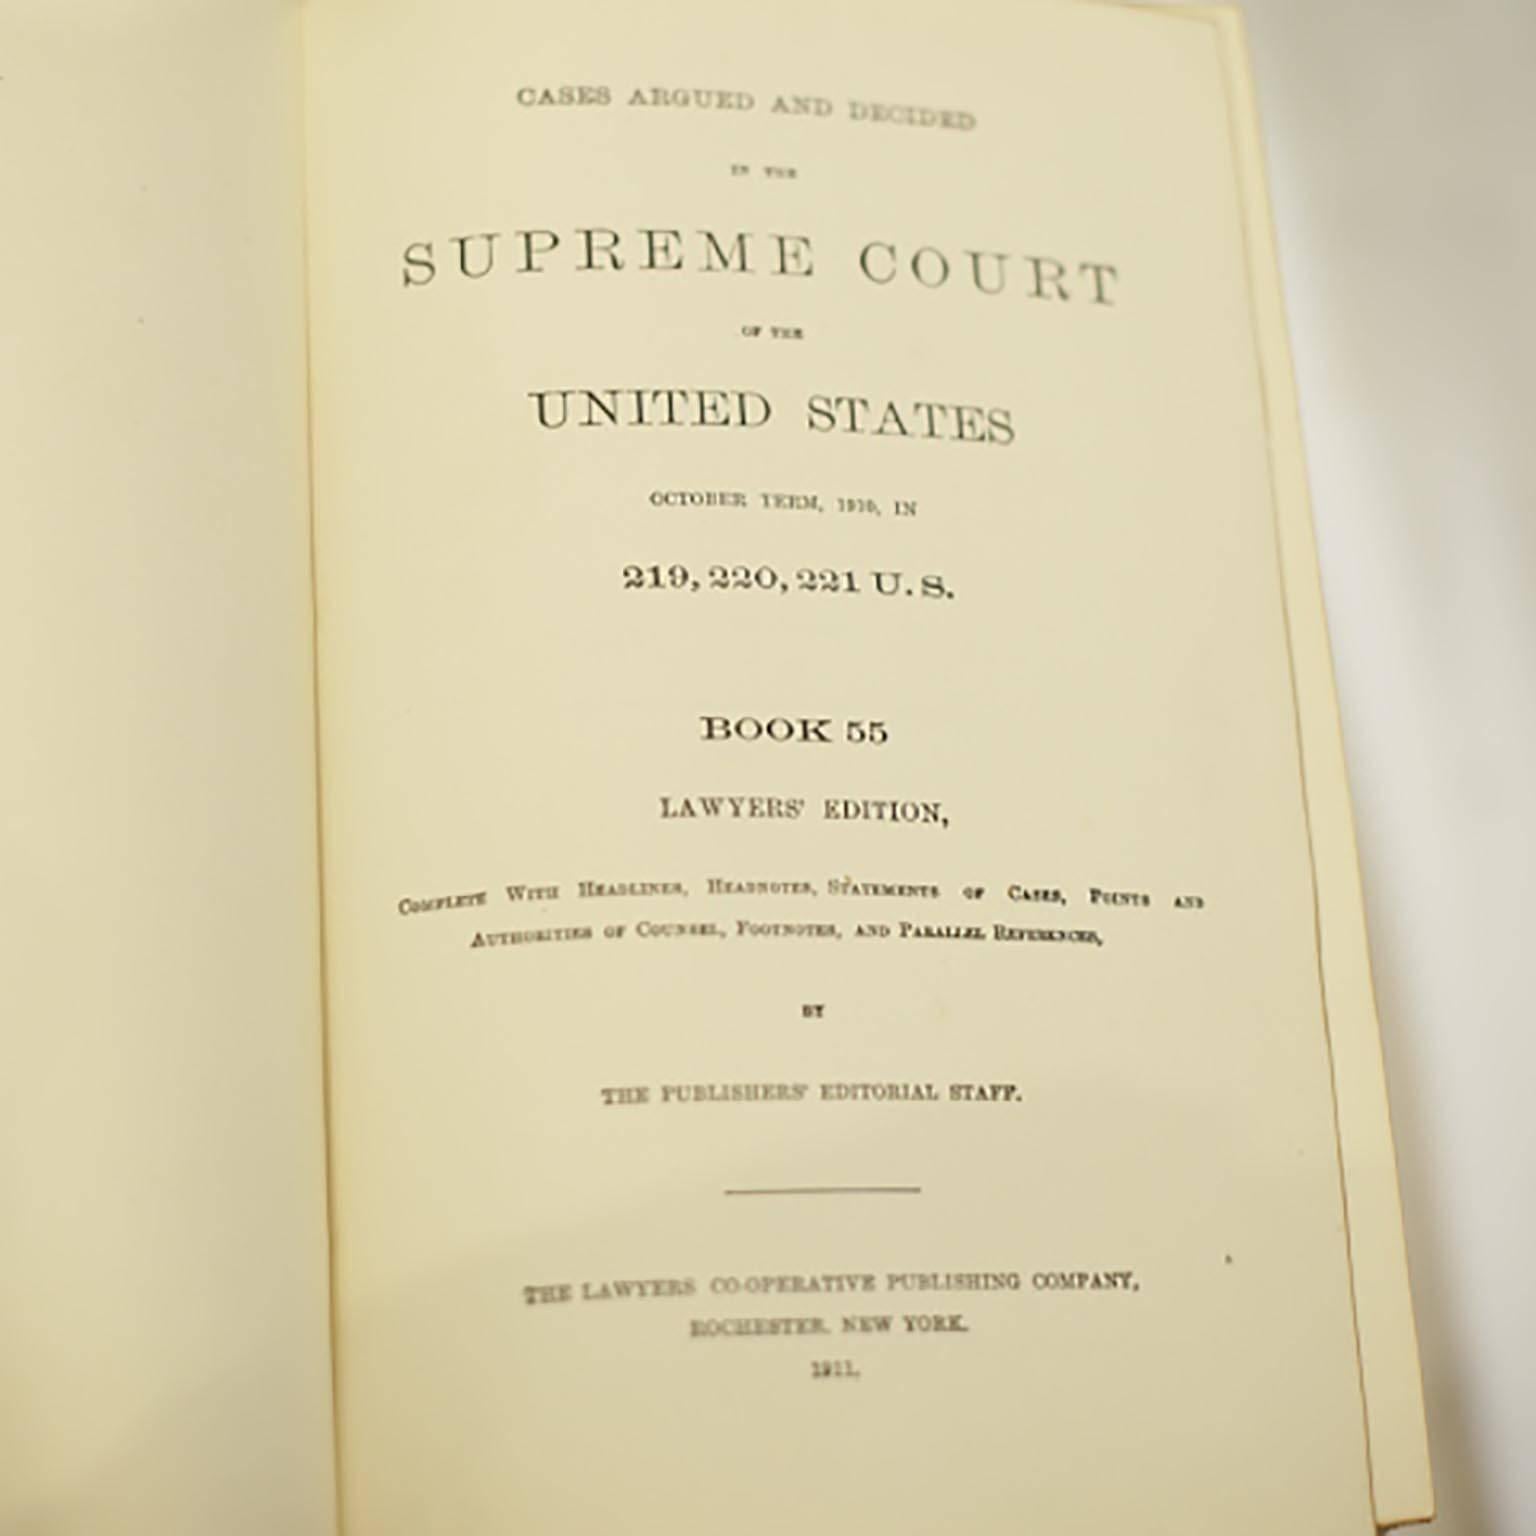 CASES ARGUED AND DECIDED
IN THE
SUPREME COURT
OF THE
UNITED STATES
OCTOBER TERM, 1910, IN
219, 220, 221 U. S.
BOOK 55
LAWYERS' EDITION,
COMPLETE WITH HEADLINES, HEADNOTES, STATEMENTS OF CASES, POINTS AND
AUTHORITIES OF COUNSEL, FOOTNOTES, AND PARALLEL REFERENCES,
BY
THE PUBLISHERS' EDITORIAL STAFF.
THE LAWYERS CO-OPERATIVE PUBLISHING COMPANY,
ROCHESTER, NEW YORK.
1911.